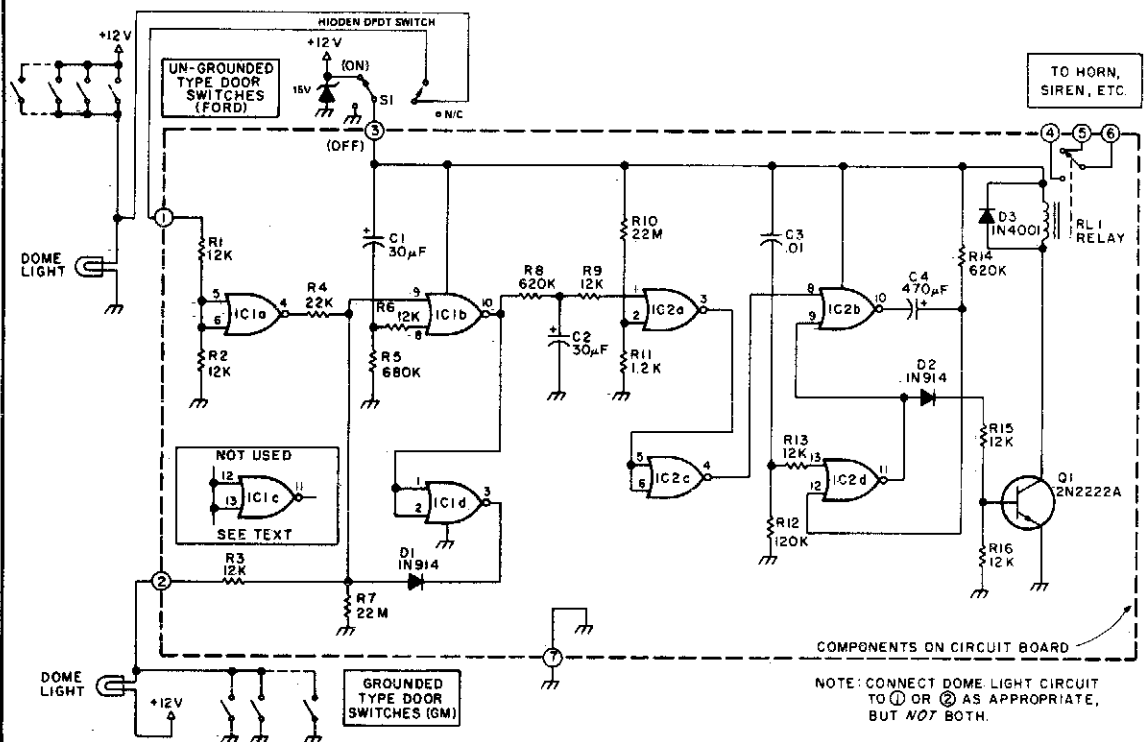 HIDDEN DPDT SWITCH
+12V
+12V
UN-GROUNDED
TYPE DOOR
SWITCHES
(FORD)
15V
(ON)
S1
N/C
3
(OFF)
TO HORN,
SIREN, ETC.
4 5 6
1
DOME
LIGHT
R1
12K
5
6
IC1a
4
R2
12K
R4
22K
C1
30µF
R6
12K
9
8
IC1b
10
R5
680K
R8
620K
R9
12K
C2
30µF
R10
22M
1
2
IC2a
3
R11
1.2K
C3
.01
8
9
IC2b
10
C4
470µF
R14
620K
D3
1N4001
RL1
RELAY
D2
1N914
NOT USED
12
13
IC1c
11
SEE TEXT
1
2
IC1d
3
5
6
IC2c
4
R13
12K
13
12
IC2d
11
R12
120K
R15
12K
Q1
2N2222A
R16
12K
2
R3
12K
D1
1N914
R7
22M
7
COMPONENTS ON CIRCUIT BOARD
DOME
LIGHT
+12V
GROUNDED
TYPE DOOR
SWITCHES (GM)
NOTE: CONNECT DOME LIGHT CIRCUIT
TO 1 OR 2 AS APPROPRIATE,
BUT NOT BOTH.